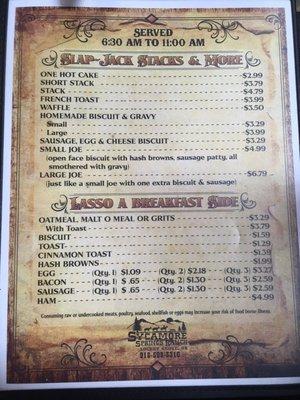 SERVED
6:30 AM TO 11:00 AM
SLAP-JACK STACKS & MORE
ONE HOT CAKE $2.99
SHORT STACK $3.79
STACK $4.79
FRENCH TOAST $3.99
WAFFLE $3.50
HOMEMADE BISCUIT & GRAVY
Small $3.29
Large $3.99
SAUSAGE, EGG & CHEESE BISCUIT $3.29
SMALL JOE $4.99
(open face biscuit with hash browns, sausage patty, all
smothered with gravy)
LARGE JOE $6.79
(just like a small joe with one extra biscuit & sausage)
LASSO A BREAKFAST SIDE
OATMEAL, MALT O MEAL OR GRITS $3.29
With Toast $3.79
BISCUIT $1.59
TOAST $1.29
CINNAMON TOAST $1.39
HASH BROWNS $1.99
EGG (Qty. 1) $1.09 (Qty. 2) $2.18 (Qty. 3) $3.27
BACON (Qty. 1) $ .65 (Qty. 2) $1.30 (Qty. 3) $2.59
SAUSAGE (Qty. 1) $ .65 (Qty. 2) $1.30 (Qty. 3) $2.59
HAM $4.99
Consuming raw or undercooked meats, poultry, seafood, shellfish or eggs may increase your risk of food borne illness.
SYCAMORE
SPRINGS RANCH
LOCUST GROVE, OK